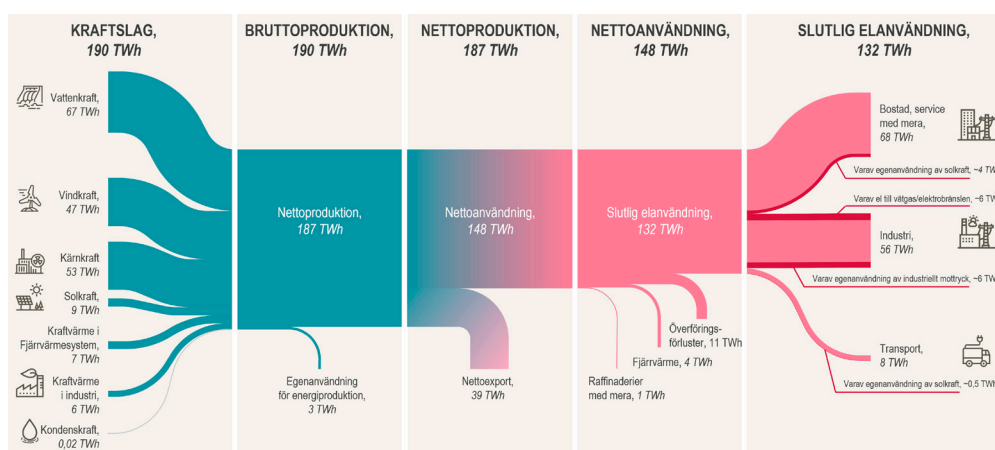 KRAFTSLAG,
190 TWh
Vattenkraft,
67 TWh
Vindkraft,
47 TWh
Kärnkraft
53 TWh
Solkraft,
9 TWh
Kraftvärme i
Fjärrvärmesystem,
7 TWh
Kraftvärme
i industri,
6 TWh
Kondenskraft,
0,02 TWh
BRUTTOPRODUKTION,
190 TWh
Nettoproduktion,
187 TWh
Egenanvändning
för energiproduktion,
3 TWh
NETTOPRODUKTION,
187 TWh
Nettoanvändning,
148 TWh
Nettoexport,
39 TWh
NETTOANVÄNDNING,
148 TWh
Slutlig elanvändning,
132 TWh
Överförings-
förluster, 11 TWh
Fjärrvärme, 4 TWh
Raffinaderier
med mera, 1 TWh
SLUTLIG ELANVÄNDNING,
132 TWh
Bostad, service
med mera,
68 TWh
Varav egenanvändning av solkraft, ~4 TW
Varav el till vätgas/elektrobränslen, ~6 TW
Industri,
56 TWh
Varav egenanvändning av industriellt mottryck, ~6 TW
Transport,
8 TWh
Varav egenanvändning av solkraft, ~0,5 TW